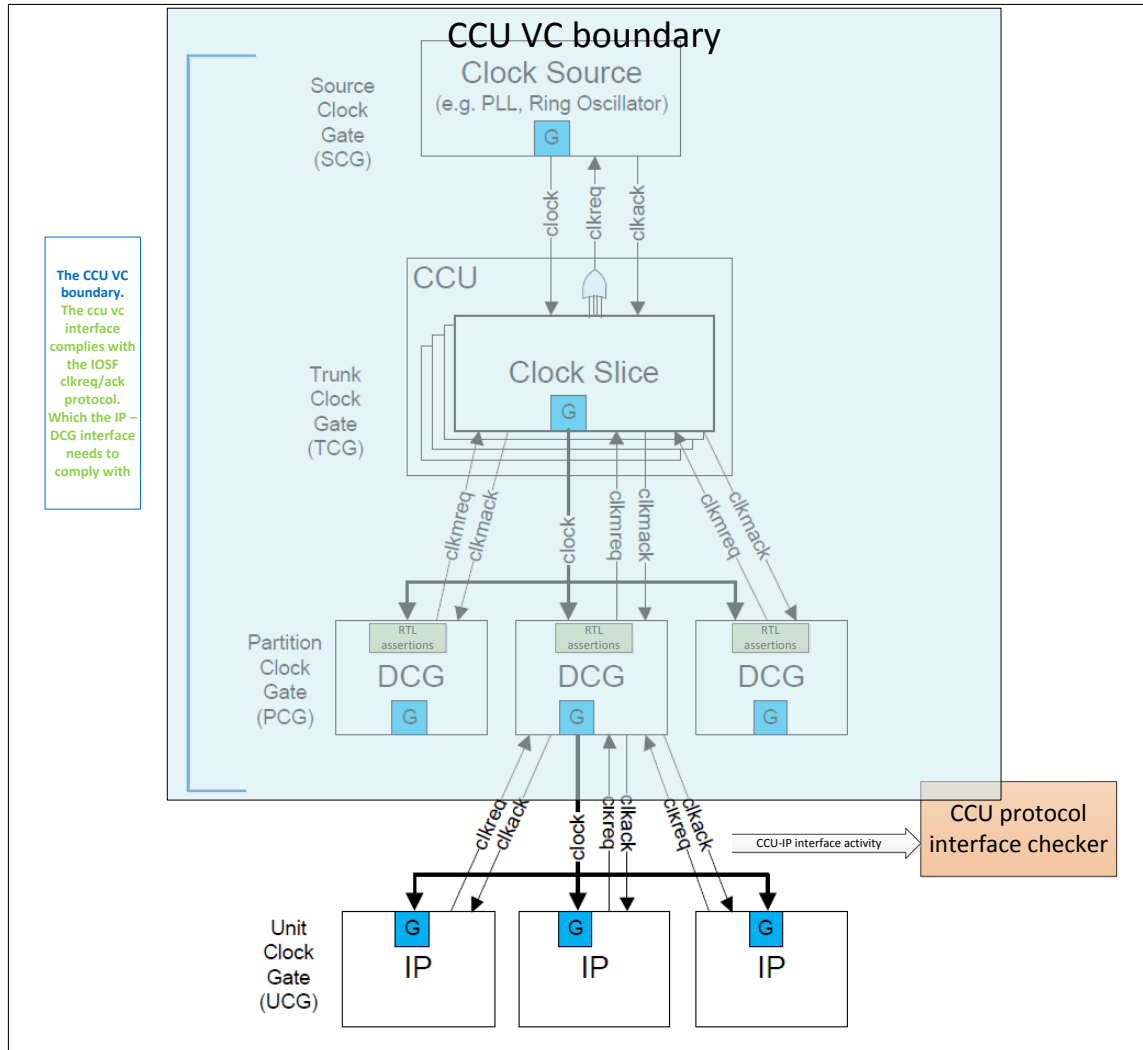 CCU VC boundary
Clock Source
(e.g. PLL, Ring Oscillator)
G
Source
Clock
Gate
(SCG)
clock
clkreq
clkack
The CCU VC
boundary.
The ccu vc
interface
complies with
the IOSF
clkreq/ack
protocol.
Which the IP –
DCG interface
needs to
comply with
CCU
Clock Slice
G
Trunk
Clock
Gate
(TCG)
clkmreq
clkmack
clock
clkmreq
clkmack
clkmreq
clkmack
Partition
Clock
Gate
(PCG)
RTL
assertions
DCG
G
RTL
assertions
DCG
G
RTL
assertions
DCG
G
clkreq
clkack
clock
clkreq
clkack
clkreq
clkack
CCU-IP interface activity
CCU protocol
interface checker
Unit
Clock
Gate
(UCG)
G
IP
G
IP
G
IP